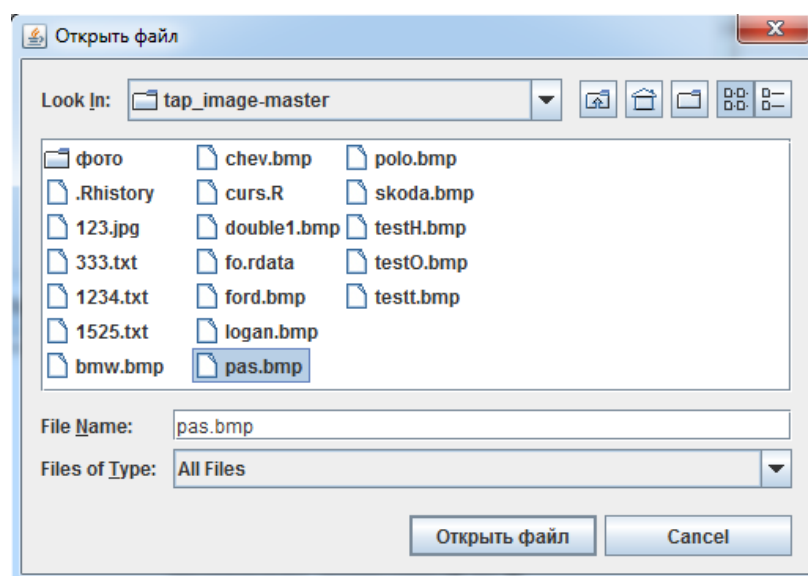 Открыть файл
Look In: tap_image-master
фото
.Rhistory
123.jpg
333.txt
1234.txt
1525.txt
bmw.bmp
chev.bmp
curs.R
double1.bmp
fo.rdata
ford.bmp
logan.bmp
pas.bmp
polo.bmp
skoda.bmp
testH.bmp
testO.bmp
testt.bmp
File Name: pas.bmp
Files of Type: All Files
Открыть файл Cancel